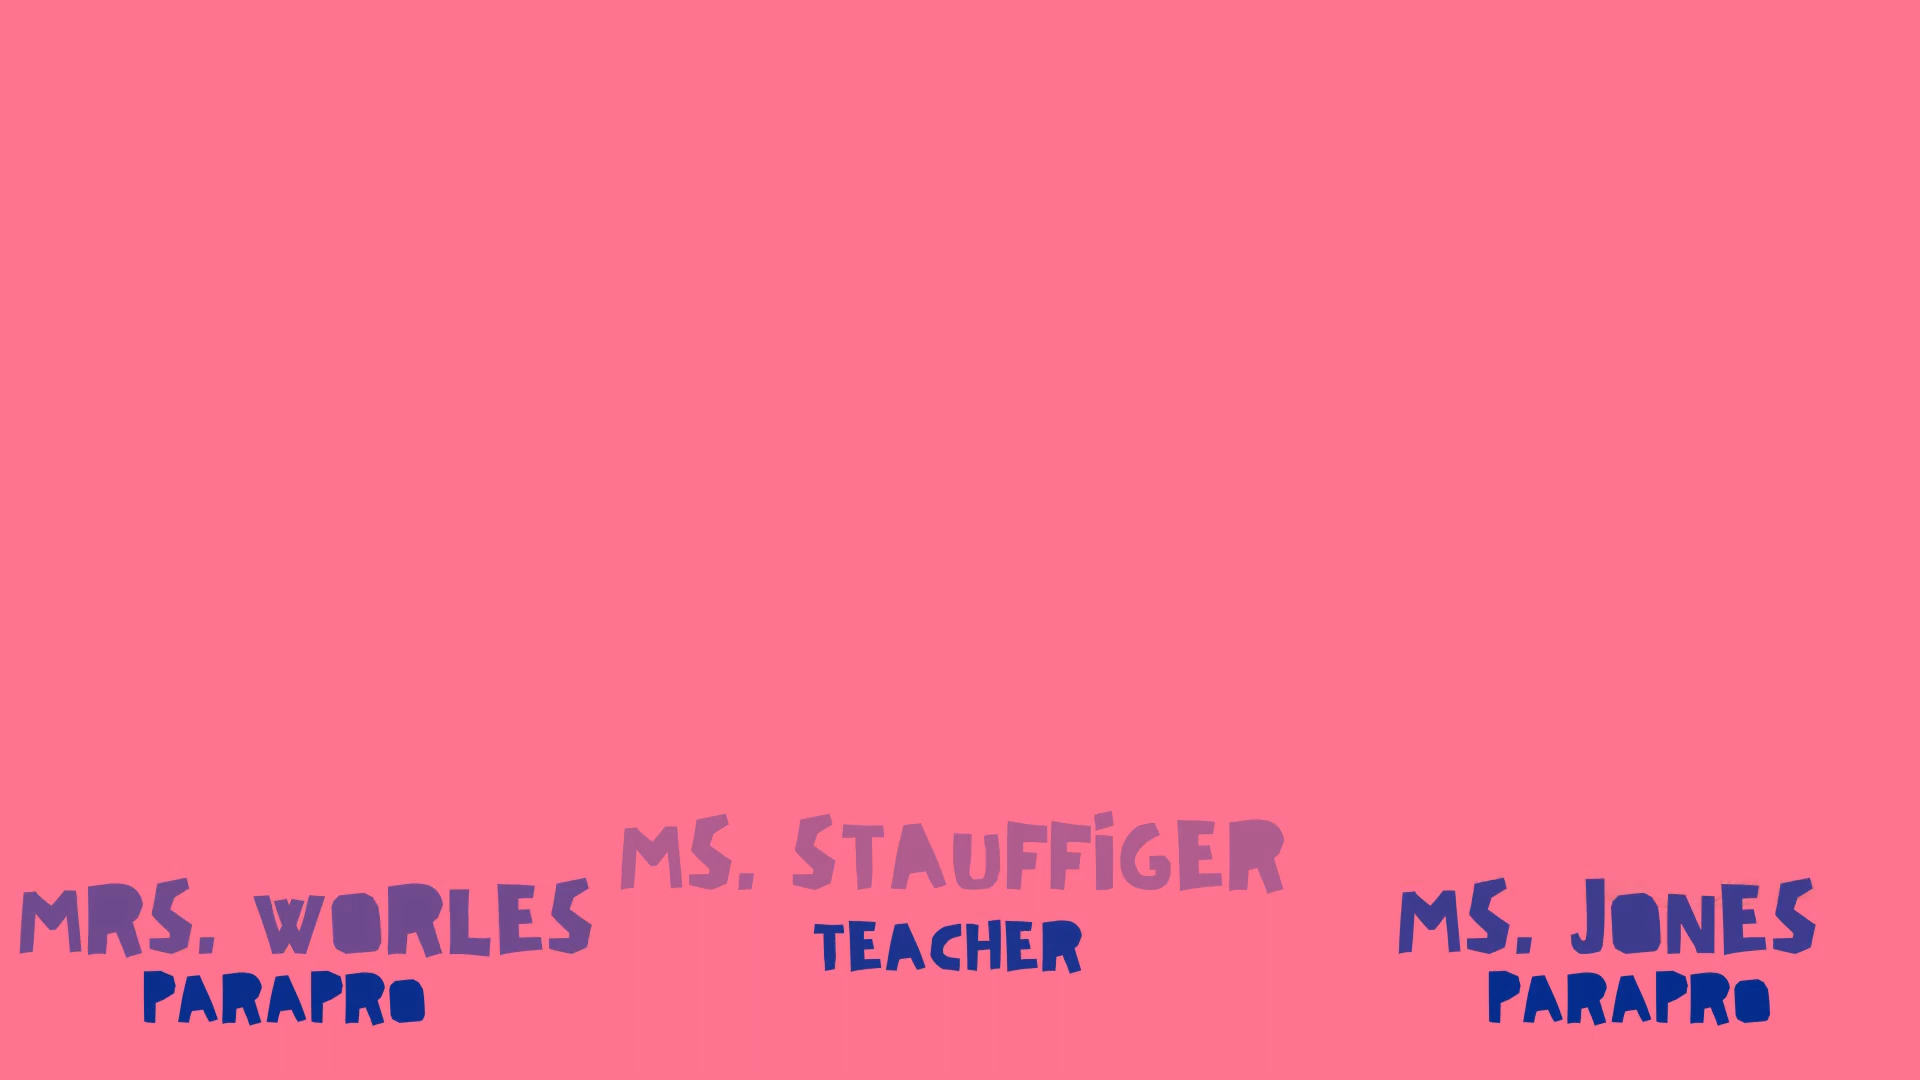 MS. STAUFFIGER
TEACHER
MRS. WORLES
PARAPRO
MS. JONES
PARAPRO